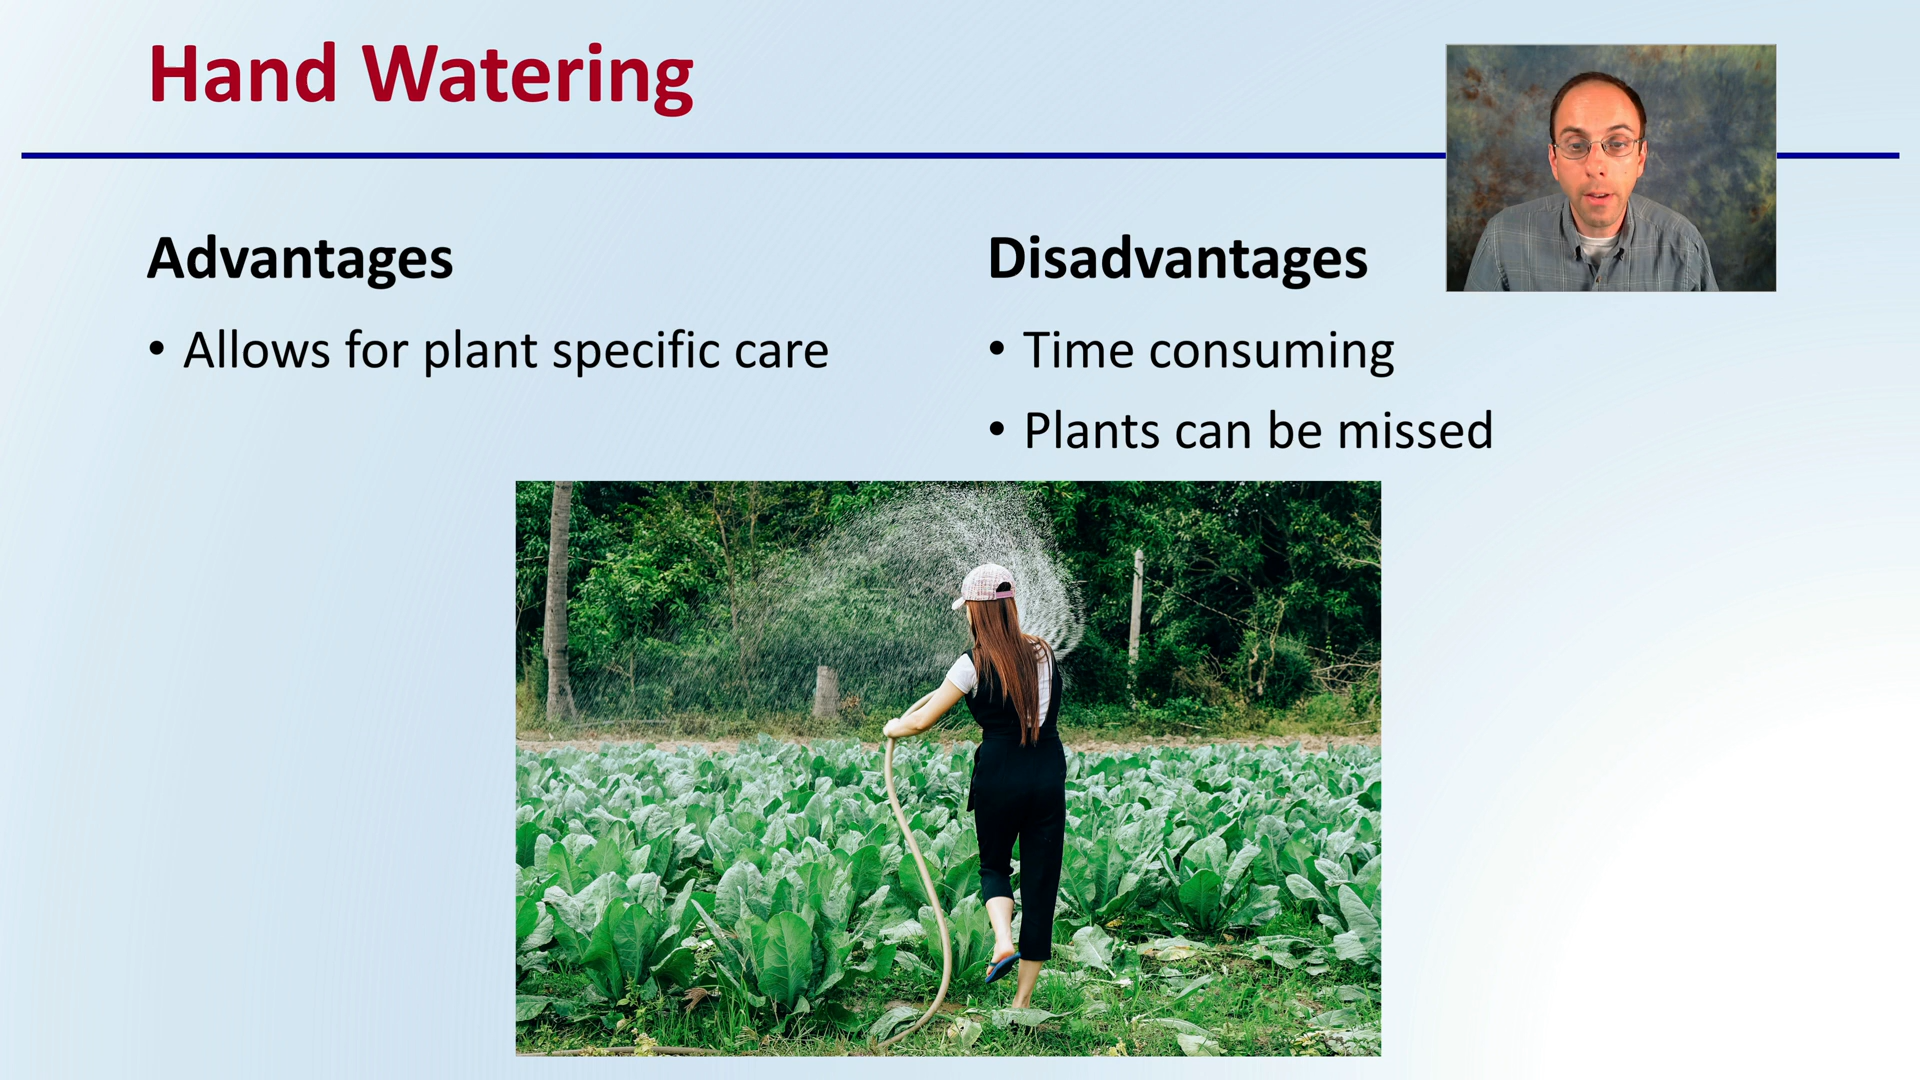 Hand Watering
Advantages
• Allows for plant specific care
Disadvantages
• Time consuming
• Plants can be missed